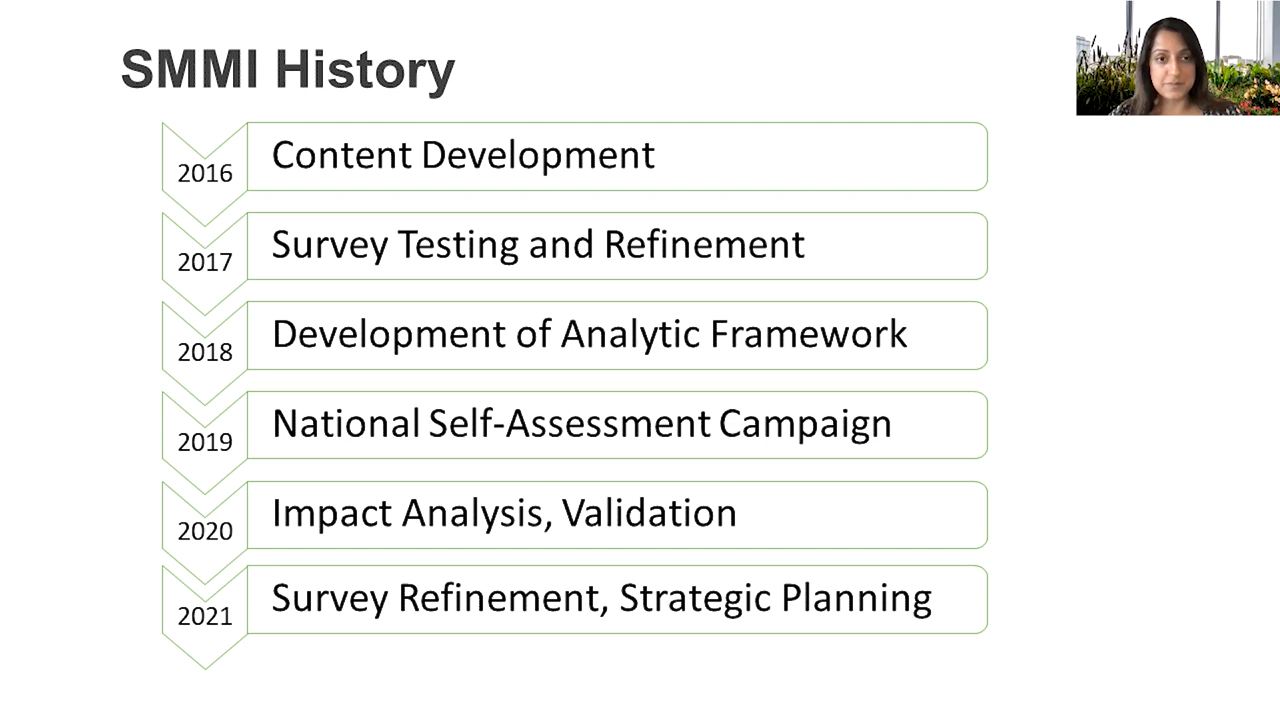 SMMI History
2016
Content Development
2017
Survey Testing and Refinement
2018
Development of Analytic Framework
2019
National Self-Assessment Campaign
2020
Impact Analysis, Validation
2021
Survey Refinement, Strategic Planning